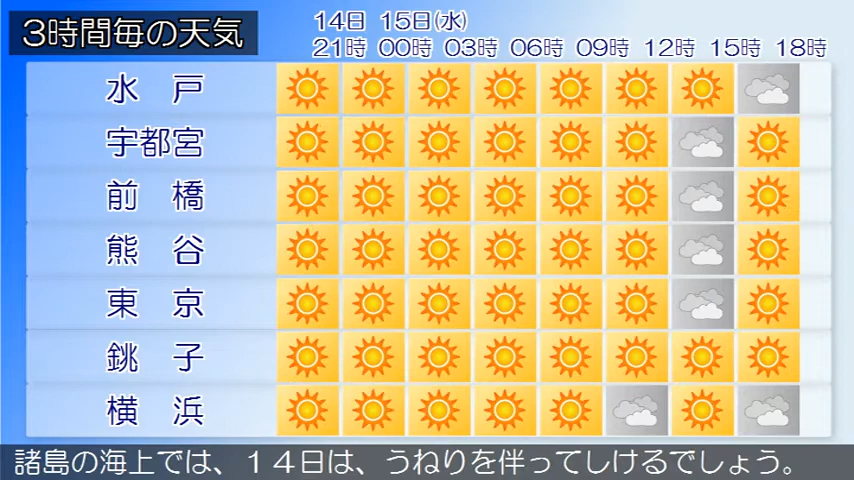 3時間毎の天気
14日 15日(水)
21時 00時 03時 06時 09時 12時 15時 18時
水 戸
宇都宮
前 橋
熊 谷
東 京
銚 子
横 浜
諸島の海上では、１４日は、うねりを伴ってしけるでしょう。